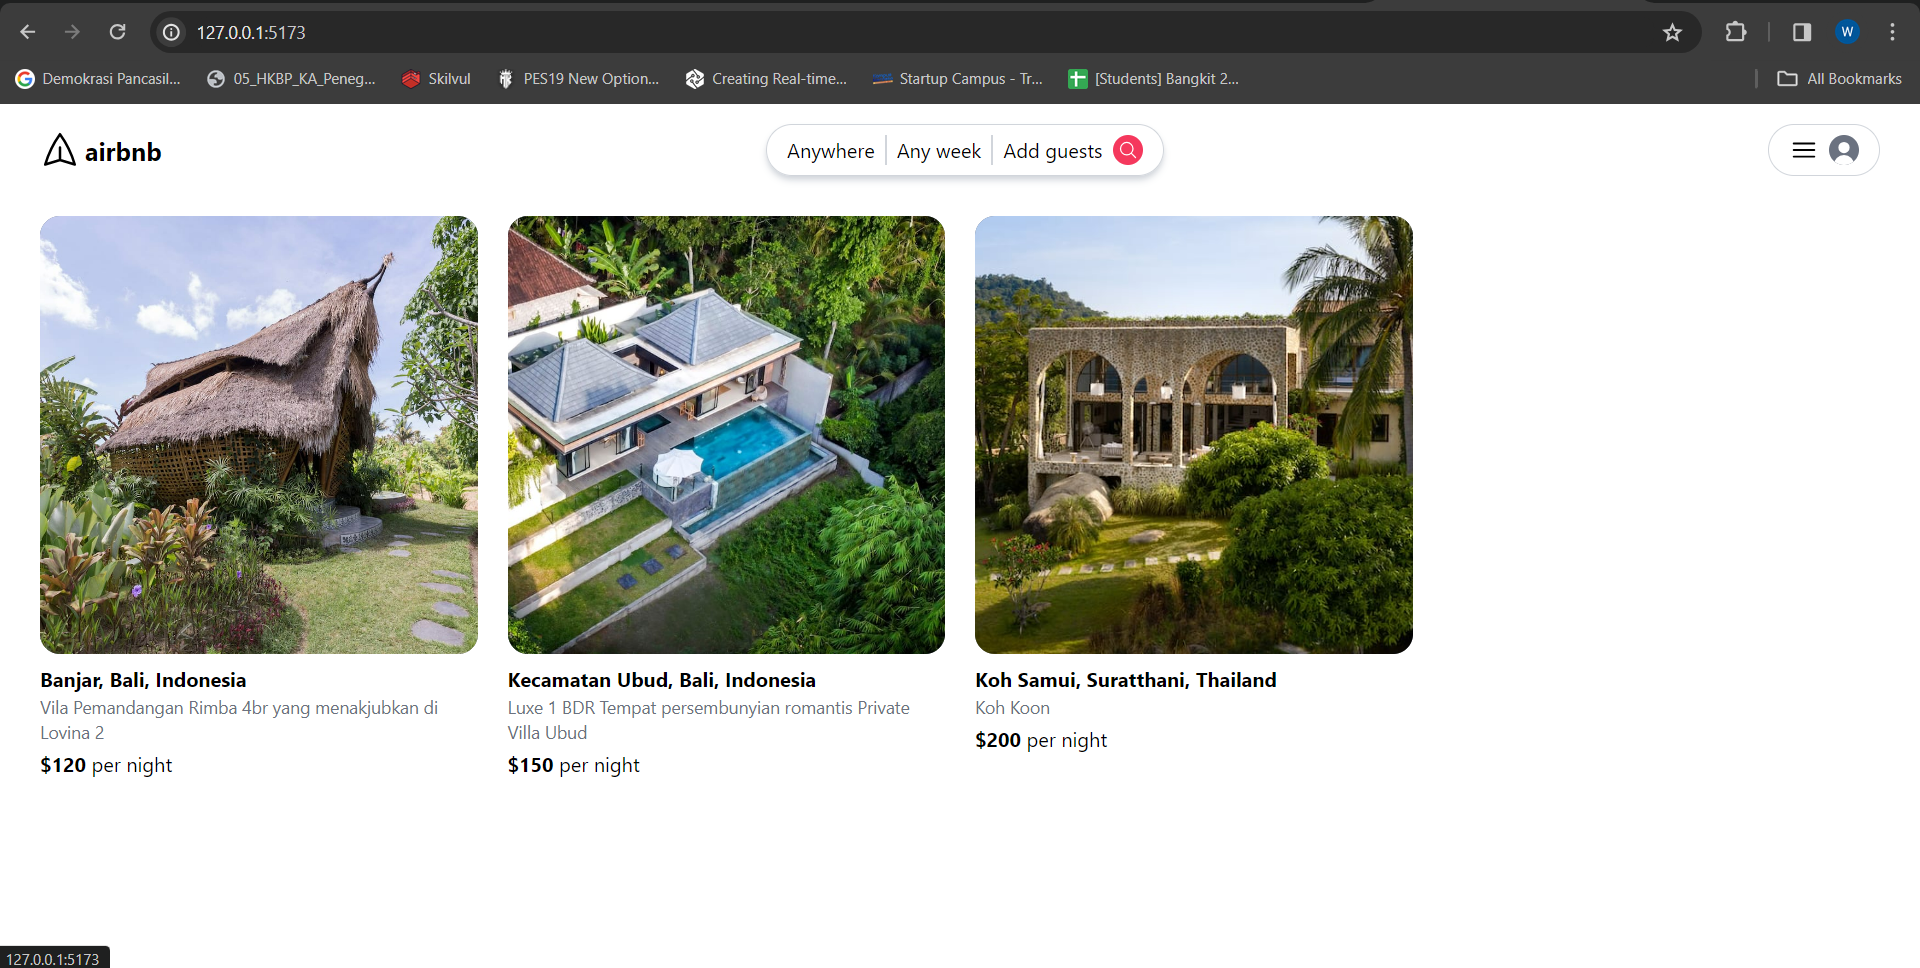 127.0.0.1:5173
Demokrasi Pancasil...
05_HKBP_KA_Peneg...
Skilvul
PES19 New Option...
Creating Real-time...
Startup Campus - Tr...
[Students] Bangkit 2...
All Bookmarks
W
airbnb
Anywhere
Any week
Add guests
Banjar, Bali, Indonesia
Vila Pemandangan Rimba 4br yang menakjubkan di
Lovina 2
$120 per night
Kecamatan Ubud, Bali, Indonesia
Luxe 1 BDR Tempat persembunyian romantis Private
Villa Ubud
$150 per night
Koh Samui, Suratthani, Thailand
Koh Koon
$200 per night
127.0.0.1:5173